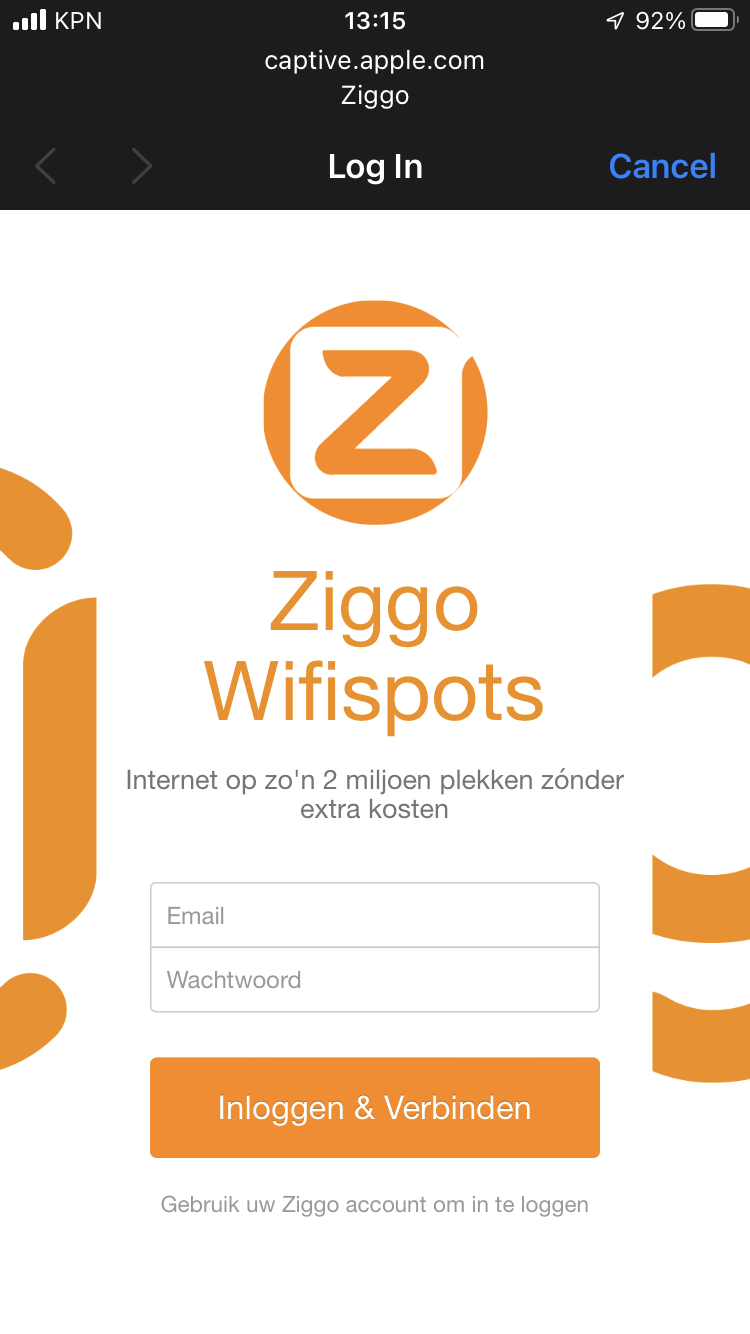 KPN 13:15 92%
captive.apple.com
Ziggo
Log In Cancel
Z
Ziggo
Wifispots
Internet op zo'n 2 miljoen plekken zónder
extra kosten
Email
Wachtwoord
Inloggen & Verbinden
Gebruik uw Ziggo account om in te loggen